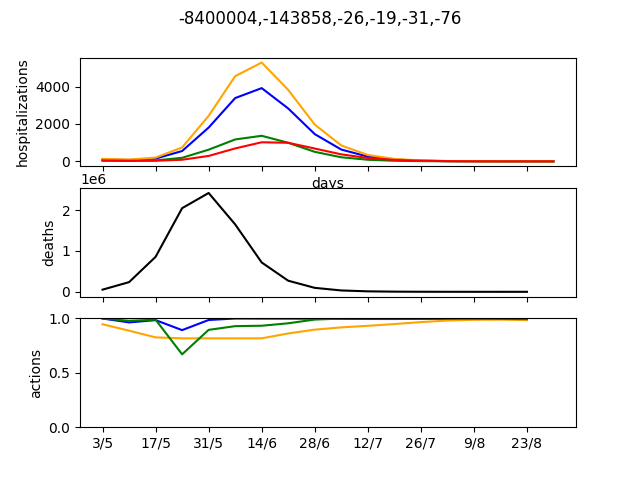 -8400004,-143858,-26,-19,-31,-76
hospitalizations
4000
2000
0
days
1e6
deaths
2
1
0
actions
1.0
0.5
0.0
3/5 17/5 31/5 14/6 28/6 12/7 26/7 9/8 23/8